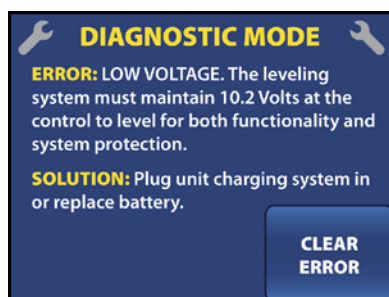 DIAGNOSTIC MODE
ERROR: LOW VOLTAGE. The leveling
system must maintain 10.2 Volts at the
control to level for both functionality and
system protection.
SOLUTION: Plug unit charging system in
or replace battery.
CLEAR
ERROR